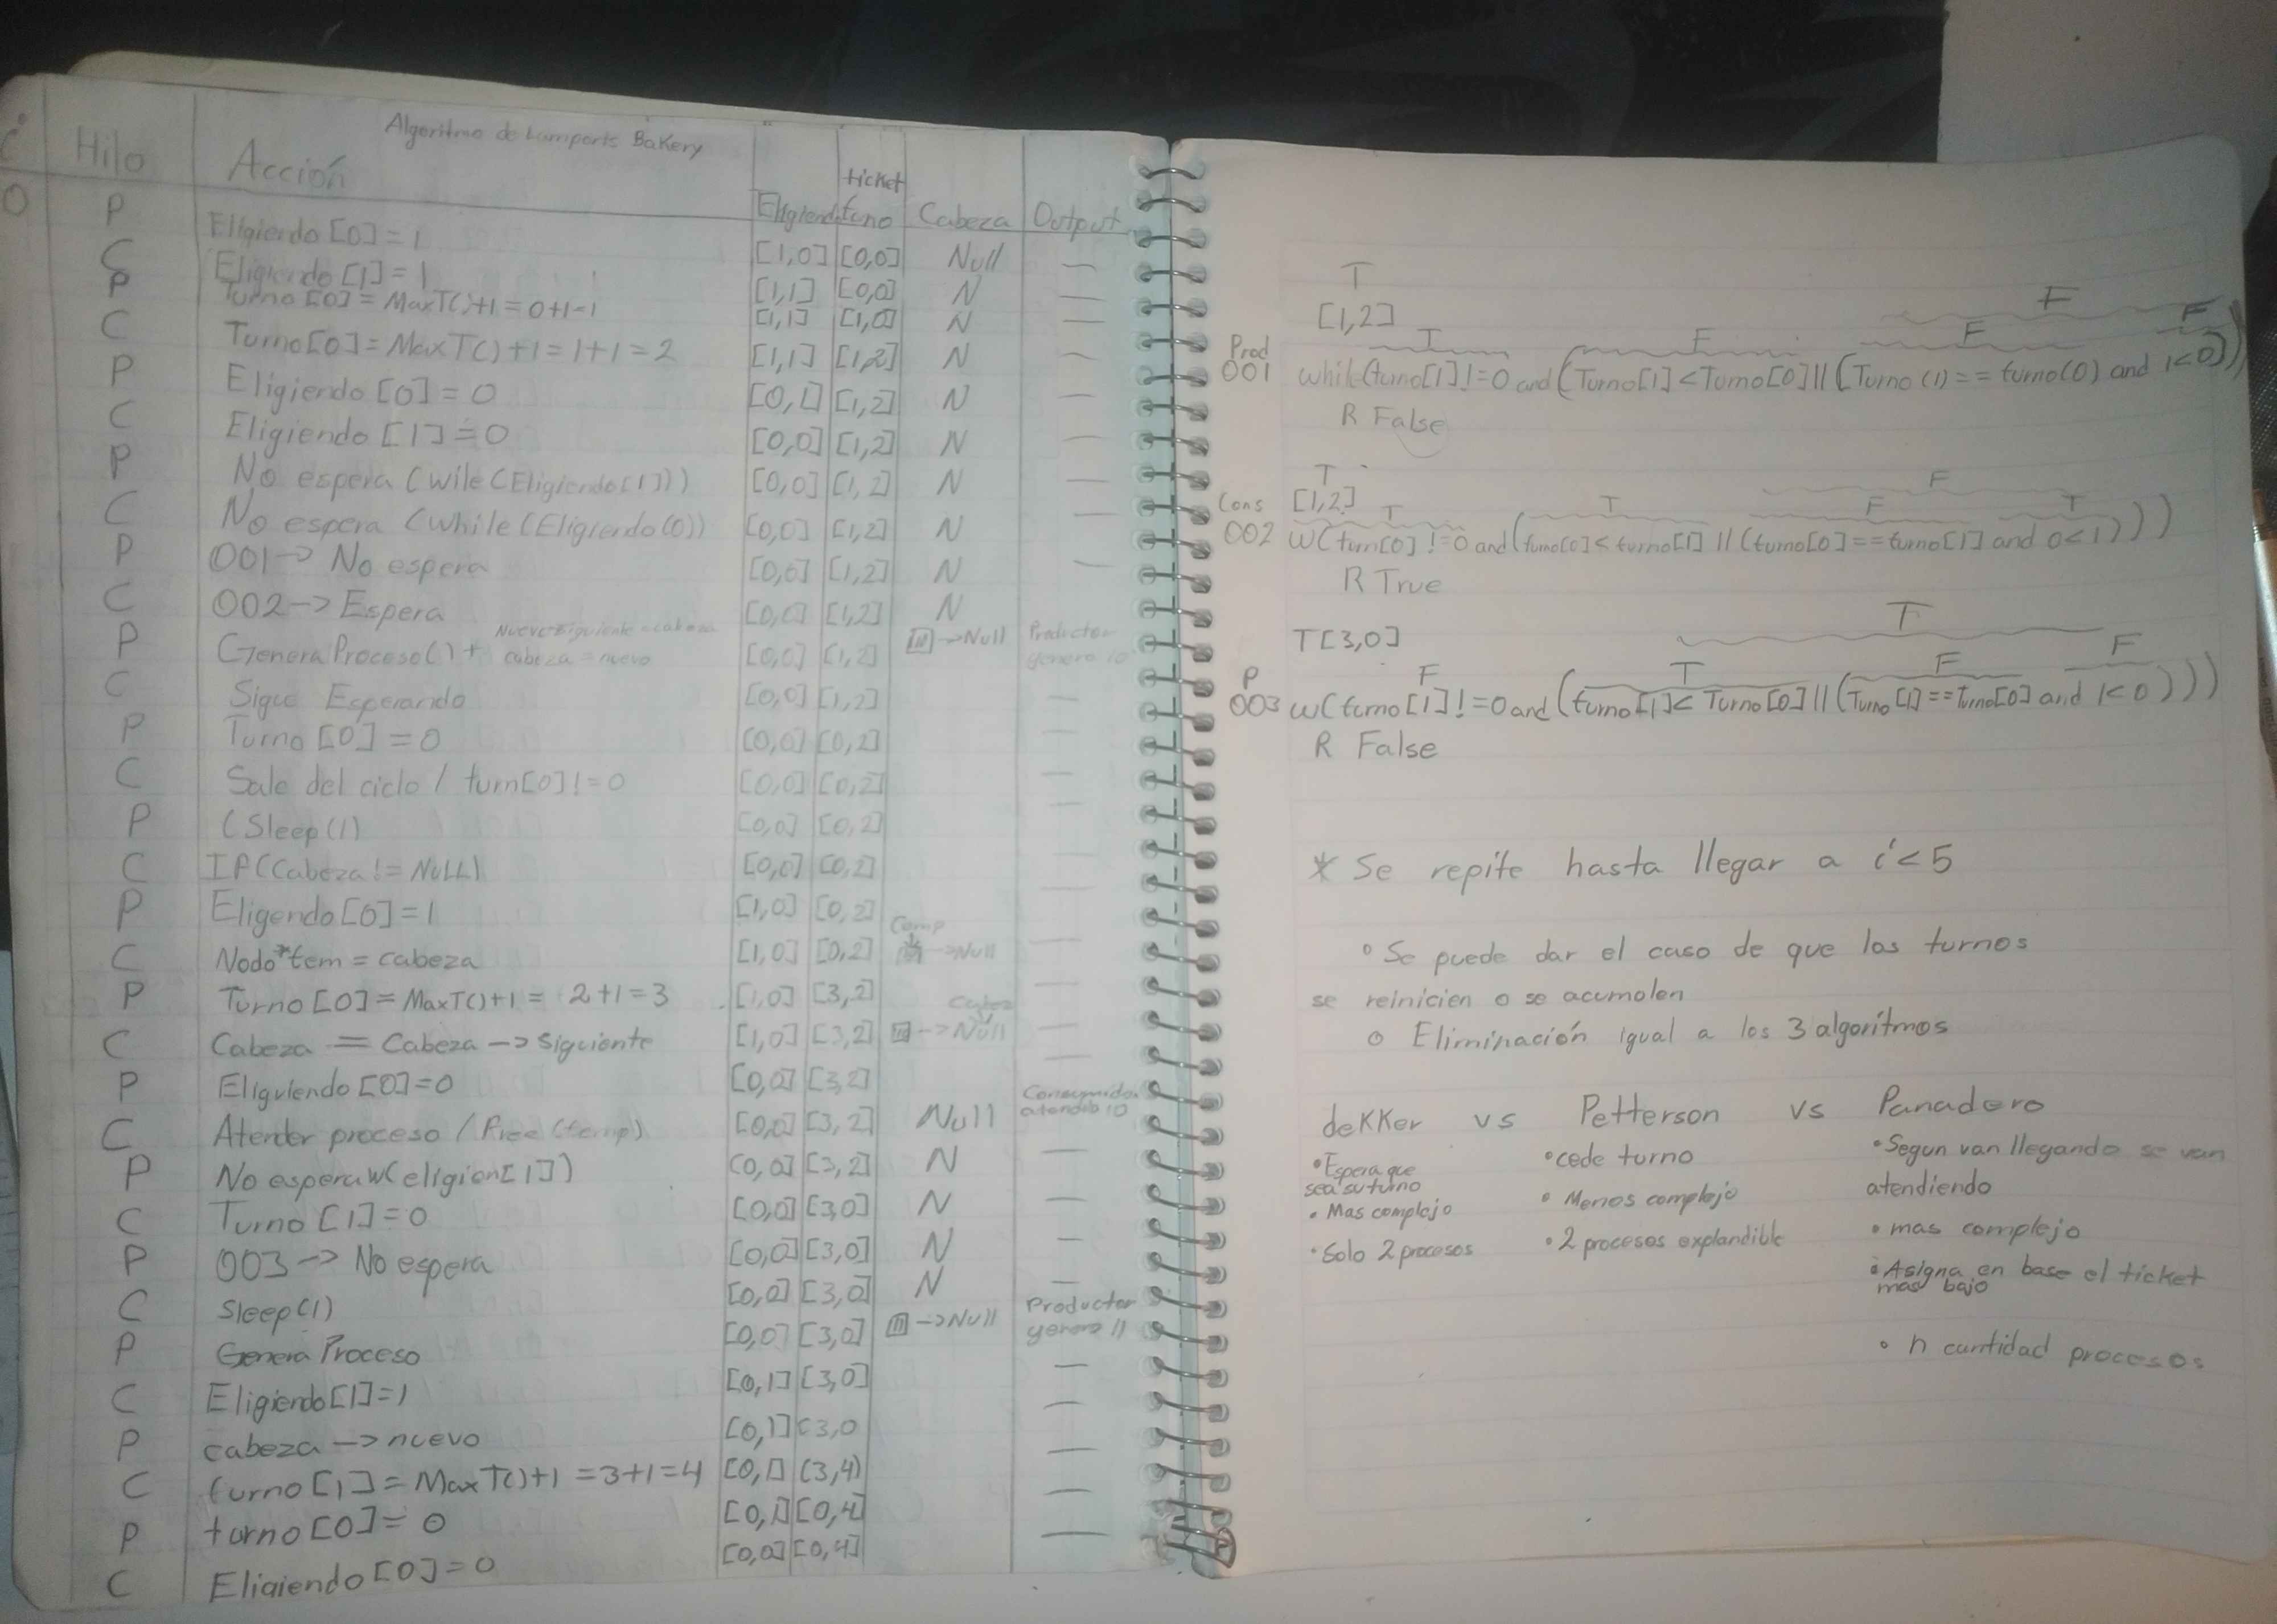 Algoritmo de Lamports Bakery
i Hilo Acción Eligiend ticket turno Cabeza Output
0 P Eligiendo [0] = 1 [1,0] [0,0] Null —
C Eligiendo [1] = 1 [1,1] [0,0] N —
P Turno [0] = MaxT()+1 = 0+1=1 [1,1] [1,0] N —
C Turno[0] = MaxT()+1 = 1+1=2 [1,1] [1,2] N —
P Eligiendo [0] = 0 [0,1] [1,2] N —
C Eligiendo [1] = 0 [0,0] [1,2] N —
P No espera (wile(Eligiendo[1])) [0,0] [1,2] N —
C No espera (while(Eligiendo(0)) [0,0] [1,2] N —
P 001 -> No espera [0,0] [1,2] N —
C 002 -> Espera [0,0] [1,2] N
P Genera Proceso() + cabeza = nuevo [0,0] [1,2] ->Null Productor genero 10
C Sigue Esperando [0,0] [1,2] —
P Turno [0] = 0 [0,0] [0,2] —
C Sale del ciclo / turn[0]!=0 [0,0] [0,2] —
P (Sleep(1) [0,0] [0,2] —
C IF(Cabeza != NULL) [0,0] [0,2] —
P Eligendo [0] = 1 [1,0] [0,2] —
C Nodo*tem = cabeza [1,0] [0,2] ->Null —
P Turno [0] = MaxT()+1 = 2+1=3 [1,0] [3,2] —
C Cabeza = Cabeza -> Siguiente [1,0] [3,2] -> Null —
P Eliguiendo [0]=0 [0,0] [3,2] —
C Atender proceso / Free (temp) [0,0] [3,2] Null Consumidor atendio 10
P No espera w(eligien[1]) [0,0] [3,2] N —
C Turno [1] = 0 [0,0] [3,0] N —
P 003 -> No espera [0,0] [3,0] N —
C Sleep(1) [0,0] [3,0] N —
P Genera Proceso [0,0] [3,0] ->Null Productor genero 11
C Eligiendo [1]=1 [0,1] [3,0] —
P cabeza -> nuevo [0,1] [3,0 —
C turno [1] = MaxT()+1 = 3+1=4 [0,1] (3,4) —
P turno [0] = 0 [0,1] [0,4] —
C Eligiendo [0] = 0 [0,0] [0,4] —
T
[1,2]
T F F F F
Prod 001 while(turno[1] != 0 and (Turno[1] < Turno[0] || (Turno(1) == turno(0) and 1<0)))
R False
T
[1,2]
T T F F T
Cons 002 w(turn[0] != 0 and (turno[0] < turno[1] || (turno[0] == turno[1] and 0<1)))
R True
T[3,0]
F T T F F
P 003 w(turno[1] != 0 and (turno[1] < Turno[0] || (Turno[1] == Turno[0] and 1<0)))
R False
* Se repite hasta llegar a i<5
° Se puede dar el caso de que los turnos
se reinicien o se acumolen
o Eliminación igual a los 3 algoritmos
deKKer vs Petterson vs Panadero
• Espera que
sea su turno
• Mas complejo
• Solo 2 procesos
• cede turno
• Menos complejo
• 2 procesos explandible
• Segun van llegando se van
atendiendo
• mas complejo
• Asigna en base el ticket
mas bajo
• n cantidad procesos